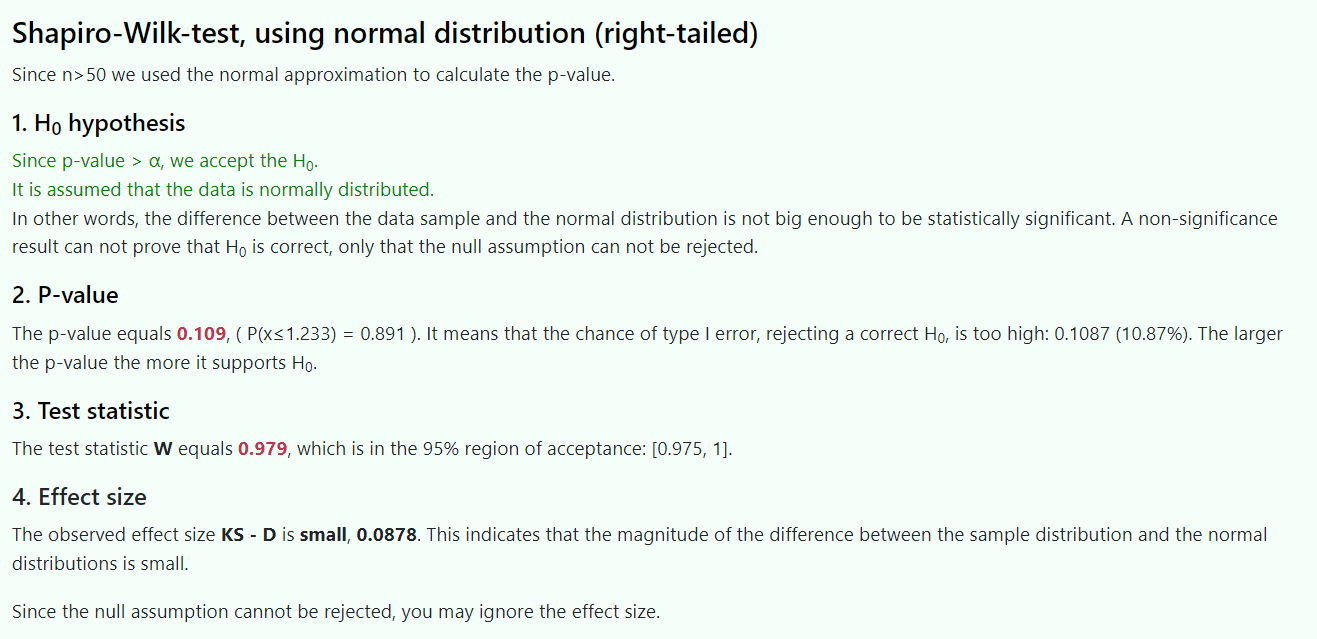 Shapiro-Wilk-test, using normal distribution (right-tailed)
Since n>50 we used the normal approximation to calculate the p-value.
1. H₀ hypothesis
Since p-value > α, we accept the H₀.
It is assumed that the data is normally distributed.
In other words, the difference between the data sample and the normal distribution is not big enough to be statistically significant. A non-significance
result can not prove that H₀ is correct, only that the null assumption can not be rejected.
2. P-value
The p-value equals 0.109, ( P(x≤1.233) = 0.891 ). It means that the chance of type I error, rejecting a correct H₀, is too high: 0.1087 (10.87%). The larger
the p-value the more it supports H₀.
3. Test statistic
The test statistic W equals 0.979, which is in the 95% region of acceptance: [0.975, 1].
4. Effect size
The observed effect size KS - D is small, 0.0878. This indicates that the magnitude of the difference between the sample distribution and the normal
distributions is small.
Since the null assumption cannot be rejected, you may ignore the effect size.